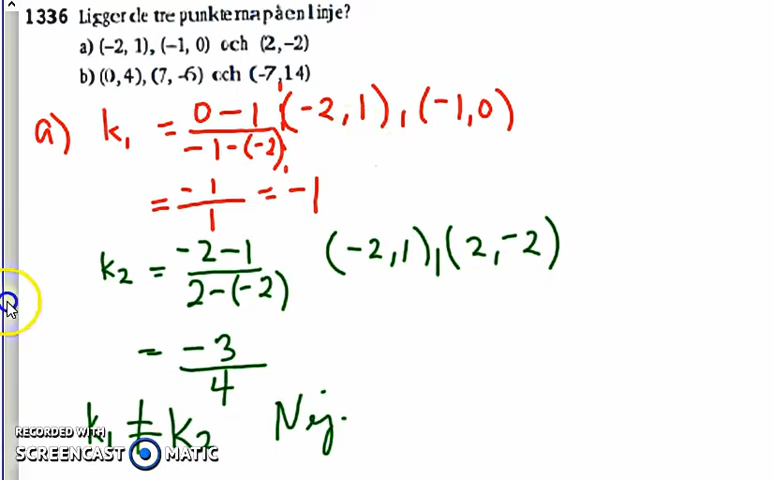 1336 Ligger de tre punkterna på en linje?
a) (-2, 1), (-1, 0) och (2,-2)
b) (0,4), (7, -6) och (-7,14)
a) k₁ = 0-1 / -1-(-2) (-2,1), (-1,0)
= -1/1 = -1
k₂ = -2-1 / 2-(-2) (-2,1), (2,-2)
= -3/4
k₁ ≠ k₂ Nej.
RECORDED WITH
SCREENCAST MATIC